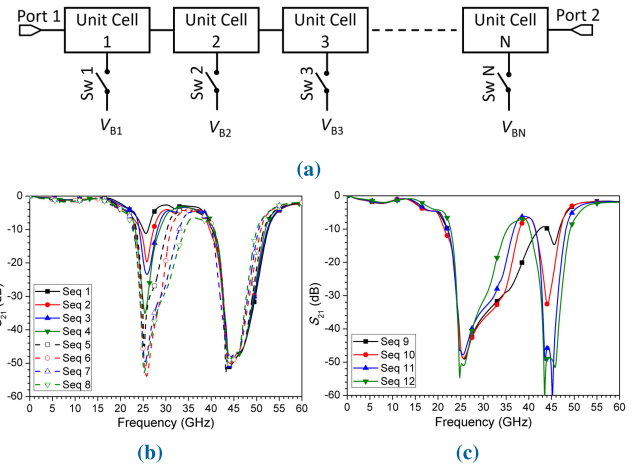 Port 1
Unit Cell 1
Unit Cell 2
Unit Cell 3
Unit Cell N
Port 2
Sw 1
Sw 2
Sw 3
Sw N
VB1
VB2
VB3
VBN
(a)
0
-10
-20
-30
-40
-50
-60
S21 (dB)
Seq 1
Seq 2
Seq 3
Seq 4
Seq 5
Seq 6
Seq 7
Seq 8
0 5 10 15 20 25 30 35 40 45 50 55 60
Frequency (GHz)
(b)
0
-10
-20
-30
-40
-50
-60
S21 (dB)
Seq 9
Seq 10
Seq 11
Seq 12
0 5 10 15 20 25 30 35 40 45 50 55 60
Frequency (GHz)
(c)